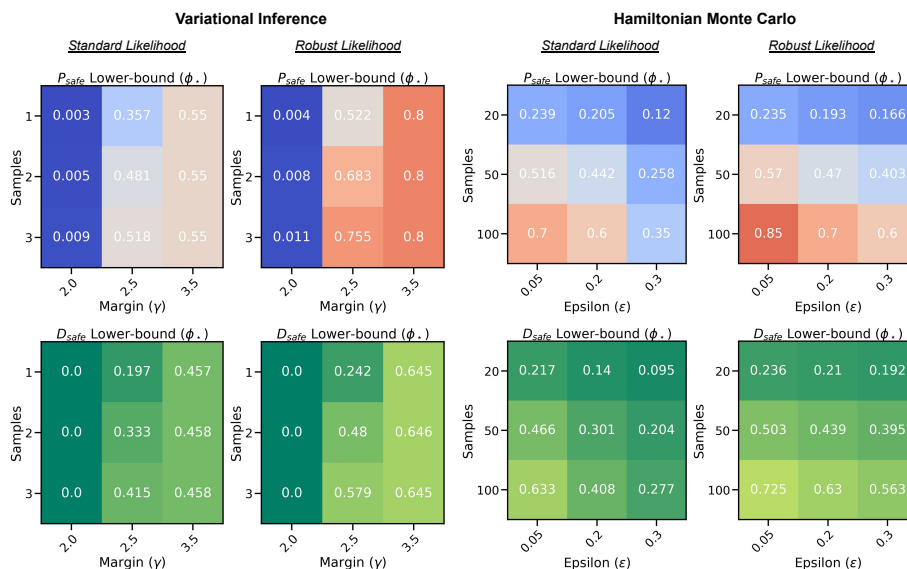 Variational Inference
Hamiltonian Monte Carlo
Standard Likelihood
Robust Likelihood
Standard Likelihood
Robust Likelihood
P_safe Lower-bound (ϕ.)
Samples
1 0.003 0.357 0.55
2 0.005 0.481 0.55
3 0.009 0.518 0.55
2.0 2.5 3.5
Margin (γ)
P_safe Lower-bound (ϕ.)
Samples
1 0.004 0.522 0.8
2 0.008 0.683 0.8
3 0.011 0.755 0.8
2.0 2.5 3.5
Margin (γ)
P_safe Lower-bound (ϕ.)
Samples
20 0.239 0.205 0.12
50 0.516 0.442 0.258
100 0.7 0.6 0.35
0.05 0.2 0.3
Epsilon (ε)
P_safe Lower-bound (ϕ.)
Samples
20 0.235 0.193 0.166
50 0.57 0.47 0.403
100 0.85 0.7 0.6
0.05 0.2 0.3
Epsilon (ε)
D_safe Lower-bound (ϕ.)
Samples
1 0.0 0.197 0.457
2 0.0 0.333 0.458
3 0.0 0.415 0.458
2.0 2.5 3.5
Margin (γ)
D_safe Lower-bound (ϕ.)
Samples
1 0.0 0.242 0.645
2 0.0 0.48 0.646
3 0.0 0.579 0.645
2.0 2.5 3.5
Margin (γ)
D_safe Lower-bound (ϕ.)
Samples
20 0.217 0.14 0.095
50 0.466 0.301 0.204
100 0.633 0.408 0.277
0.05 0.2 0.3
Epsilon (ε)
D_safe Lower-bound (ϕ.)
Samples
20 0.236 0.21 0.192
50 0.503 0.439 0.395
100 0.725 0.63 0.563
0.05 0.2 0.3
Epsilon (ε)